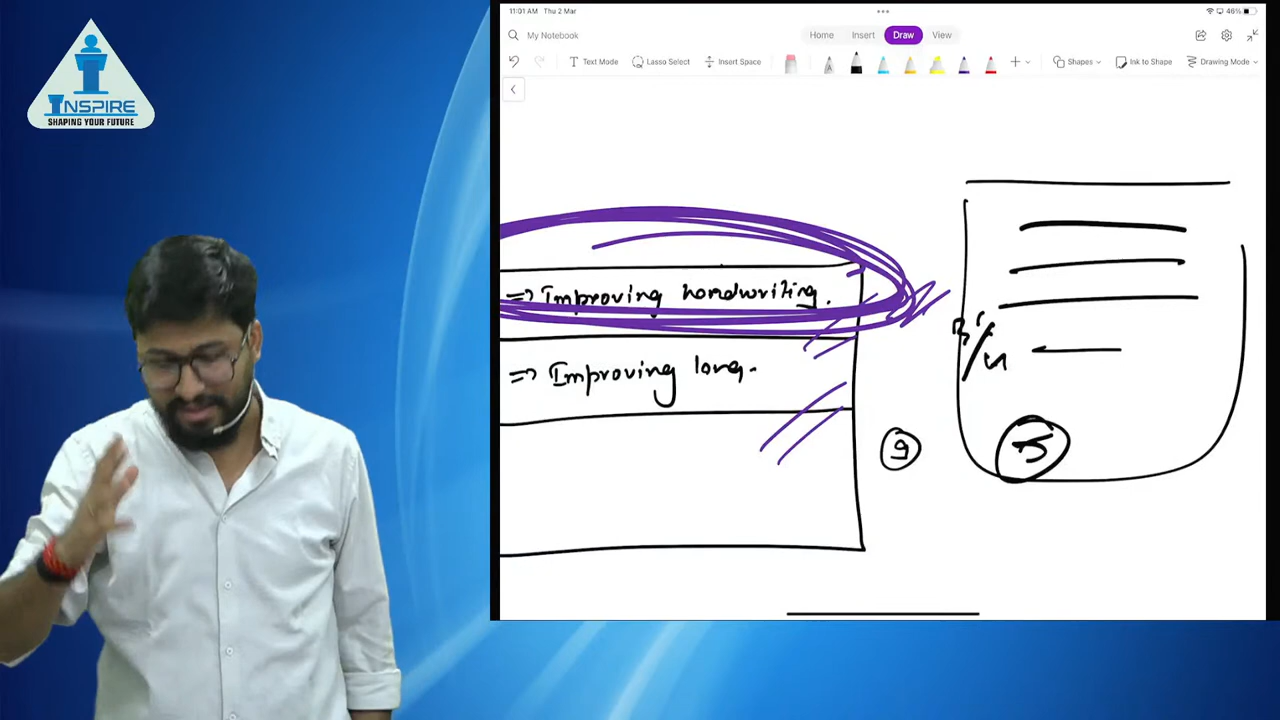 INSPIRE
SHAPING YOUR FUTURE
11:01 AM Thu 2 Mar
46%
My Notebook
Home Insert Draw View
Text Mode Lasso Select Insert Space Shapes Ink to Shape Drawing Mode
=> Improving handwriting.
=> Improving lang.
9